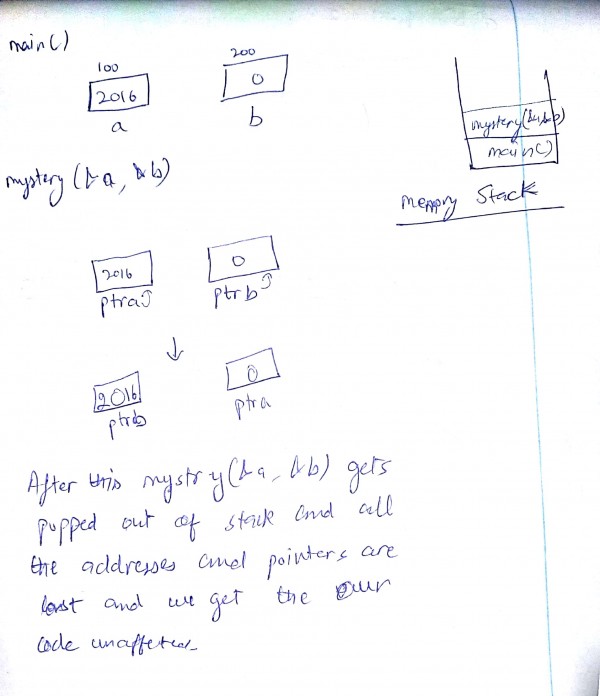 main()
100
200
2016
0
a
b
mystery(&a,&b)
main()
memory Stack
mystery (&a, &b)
2016
0
ptra
ptrb
↓
2016
0
ptrb
ptra
After this mystry(&a, &b) gets
popped out of stack and all
the addresses and pointers are
lost and we get the our
code unaffected.